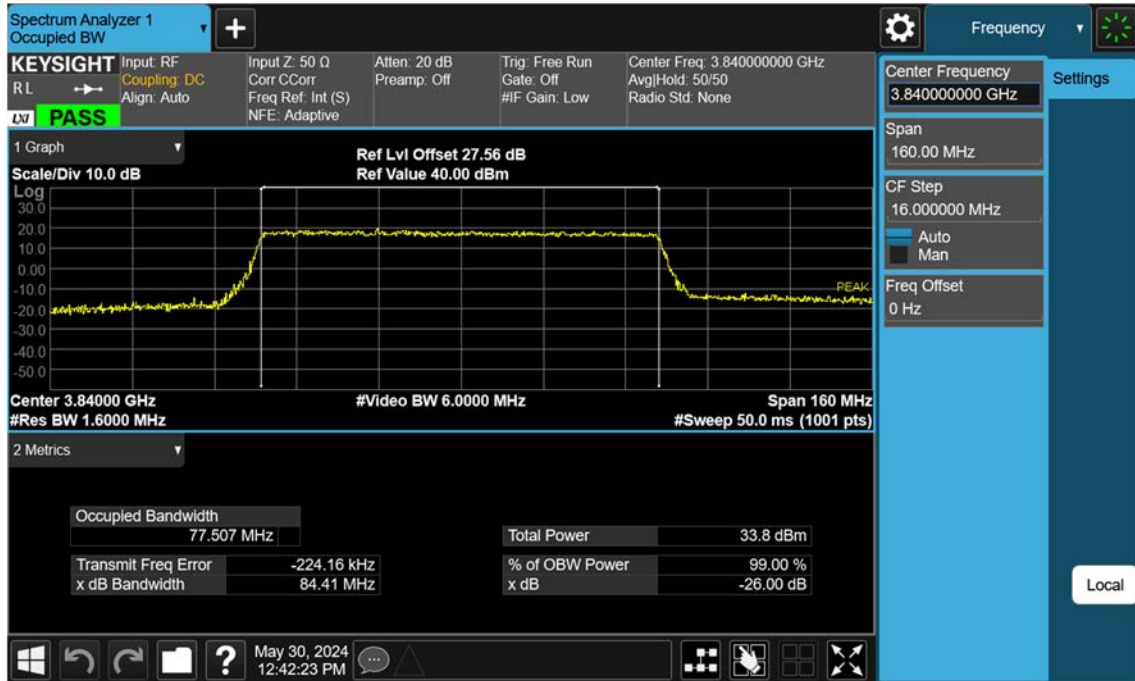 Spectrum Analyzer 1
Occupied BW
Frequency
KEYSIGHT
R L
LXI PASS
Input: RF
Coupling: DC
Align: Auto
Input Z: 50 Ω
Corr CCorr
Freq Ref: Int (S)
NFE: Adaptive
Atten: 20 dB
Preamp: Off
Trig: Free Run
Gate: Off
#IF Gain: Low
Center Freq: 3.840000000 GHz
Avg|Hold: 50/50
Radio Std: None
Center Frequency
3.840000000 GHz
Settings
Span
160.00 MHz
CF Step
16.000000 MHz
Auto
Man
Freq Offset
0 Hz
Local
1 Graph
Scale/Div 10.0 dB
Ref Lvl Offset 27.56 dB
Ref Value 40.00 dBm
Log
30.0
20.0
10.0
0.00
-10.0
-20.0
-30.0
-40.0
-50.0
PEAK
Center 3.84000 GHz
#Video BW 6.0000 MHz
Span 160 MHz
#Res BW 1.6000 MHz
#Sweep 50.0 ms (1001 pts)
2 Metrics
Occupied Bandwidth
77.507 MHz
Total Power 33.8 dBm
Transmit Freq Error -224.16 kHz
% of OBW Power 99.00 %
x dB Bandwidth 84.41 MHz
x dB -26.00 dB
?
May 30, 2024
12:42:23 PM